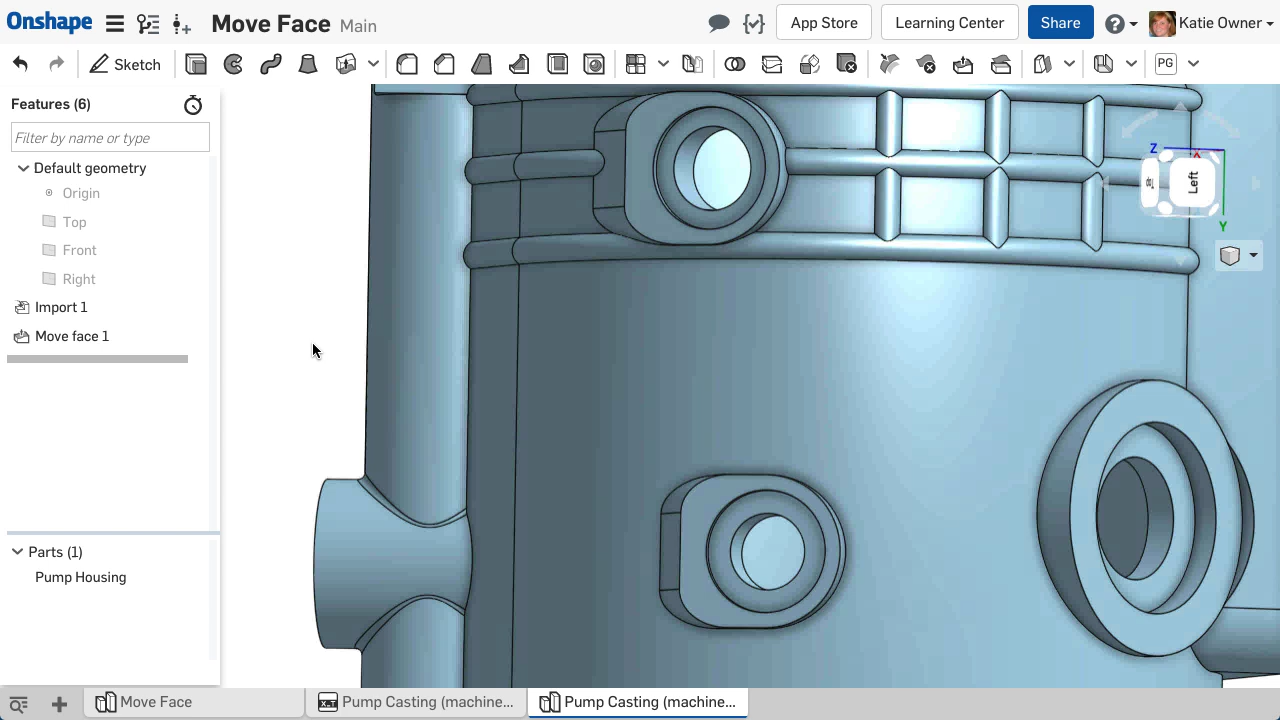 Onshape Move Face Main App Store Learning Center Share Katie Owner
Sketch PG
Features (6)
Filter by name or type
Default geometry
Origin
Top
Front
Right
Import 1
Move face 1
Parts (1)
Pump Housing
Z
Left
Y
Move Face X_T Pump Casting (machine... Pump Casting (machine...